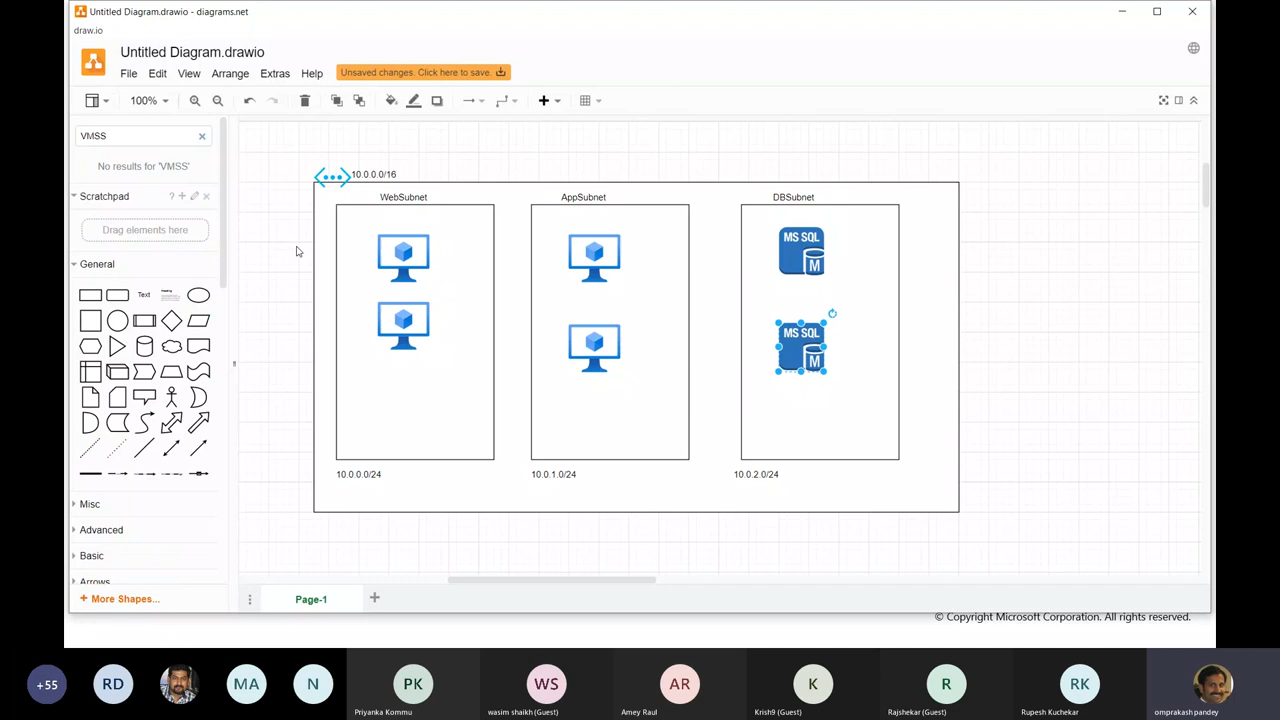 Untitled Diagram.drawio - diagrams.net
draw.io
Untitled Diagram.drawio
File Edit View Arrange Extras Help
Unsaved changes. Click here to save.
100%
VMSS
No results for 'VMSS'
Scratchpad
Drag elements here
General
Text
Misc
Advanced
Basic
Arrows
+ More Shapes...
10.0.0.0/16
WebSubnet
AppSubnet
DBSubnet
MS SQL
M
MS SQL
M
10.0.0.0/24
10.0.1.0/24
10.0.2.0/24
Page-1
© Copyright Microsoft Corporation. All rights reserved.
+55
RD
MA
N
PK
WS
AR
K
R
RK
Priyanka Kommu
wasim shaikh (Guest)
Amey Raul
Krish9 (Guest)
Rajshekar (Guest)
Rupesh Kuchekar
omprakash pandey